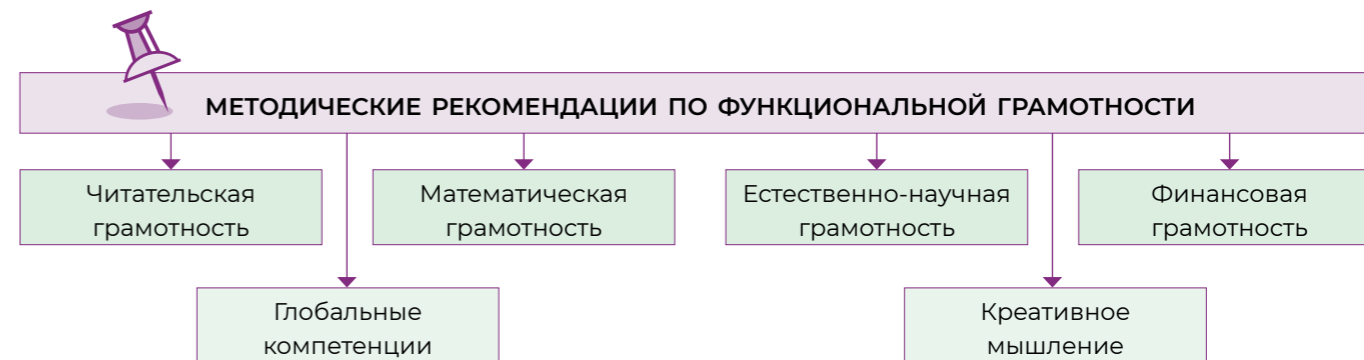 МЕТОДИЧЕСКИЕ РЕКОМЕНДАЦИИ ПО ФУНКЦИОНАЛЬНОЙ ГРАМОТНОСТИ
Читательская
грамотность
Математическая
грамотность
Естественно-научная
грамотность
Финансовая
грамотность
Глобальные
компетенции
Креативное
мышление